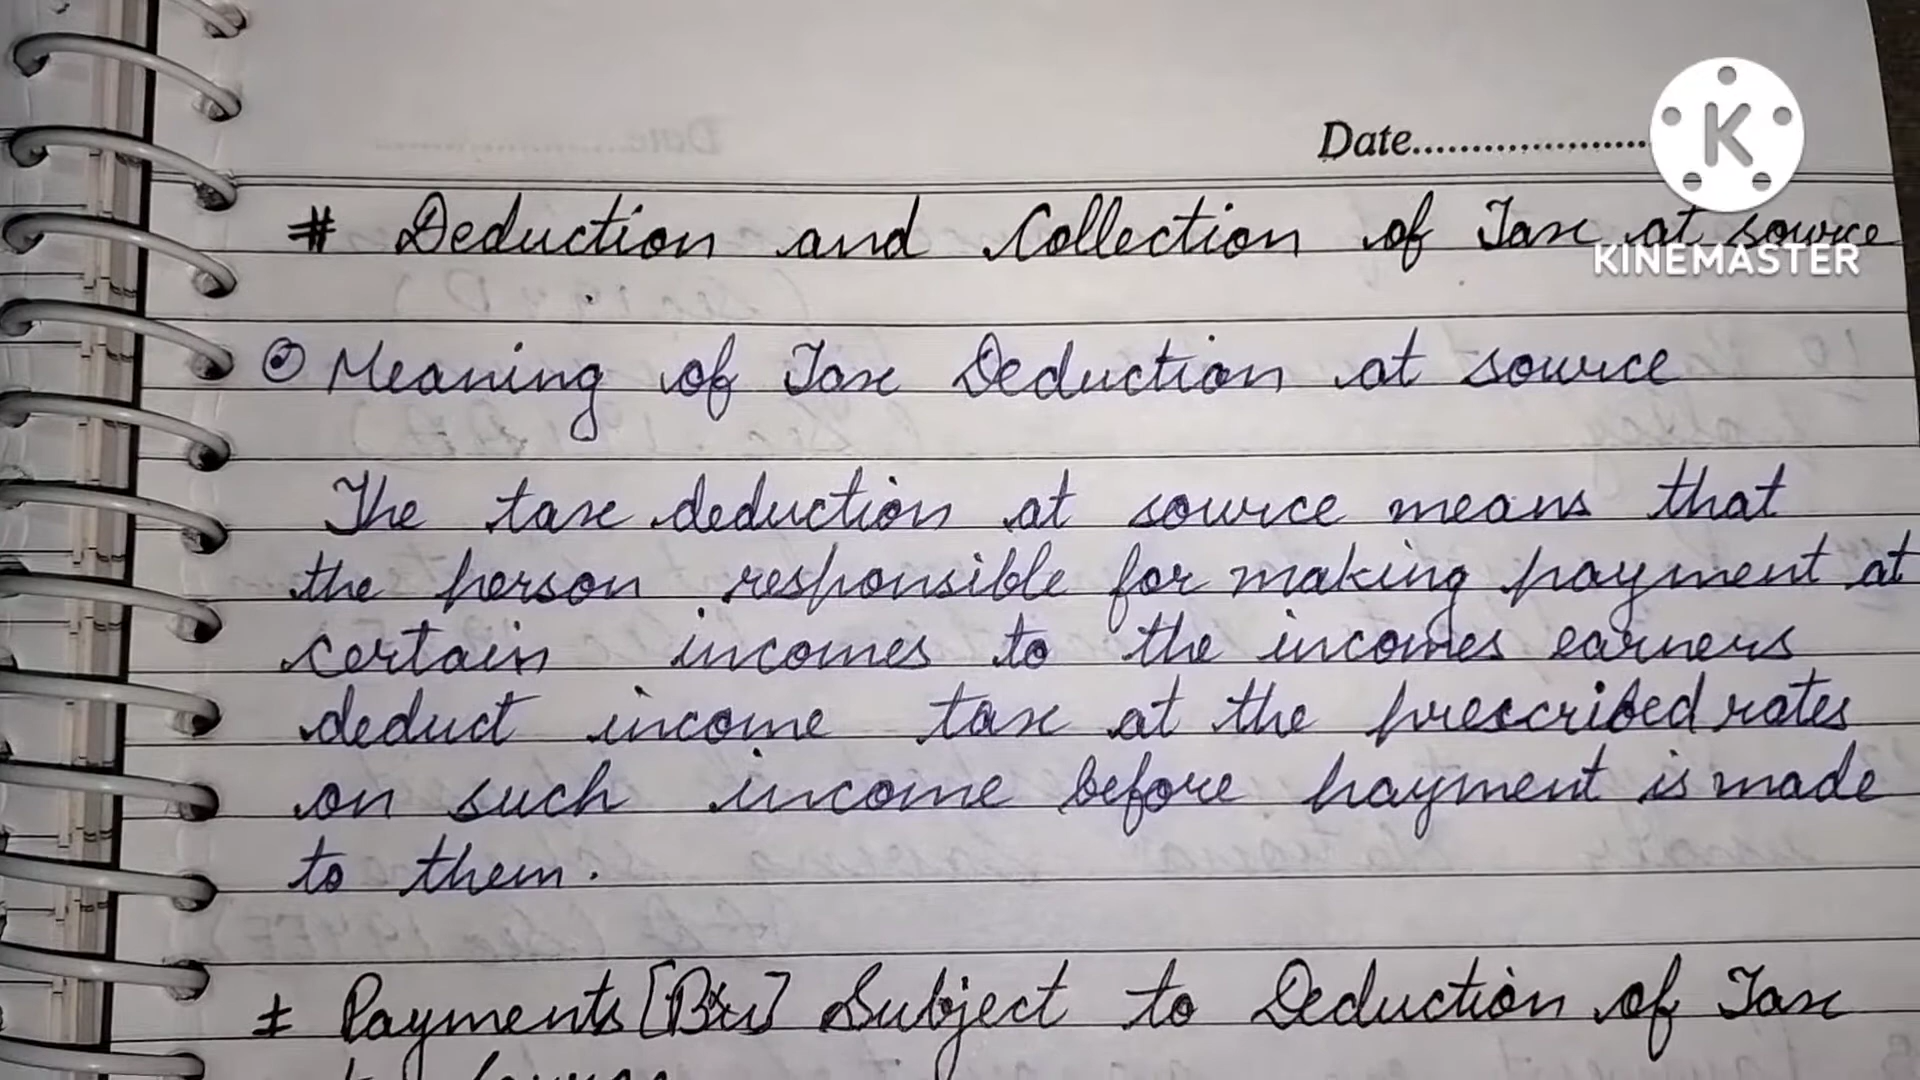 Date.....................
K
# Deduction and Collection of Tax at source
KINEMASTER
Meaning of Tax Deduction at source
The tax deduction at source means that
the person responsible for making payment at
certain incomes to the incomes earners
deduct income tax at the prescribed rates
on such income before payment is made
to them.
Payments Subject to Deduction of Tax